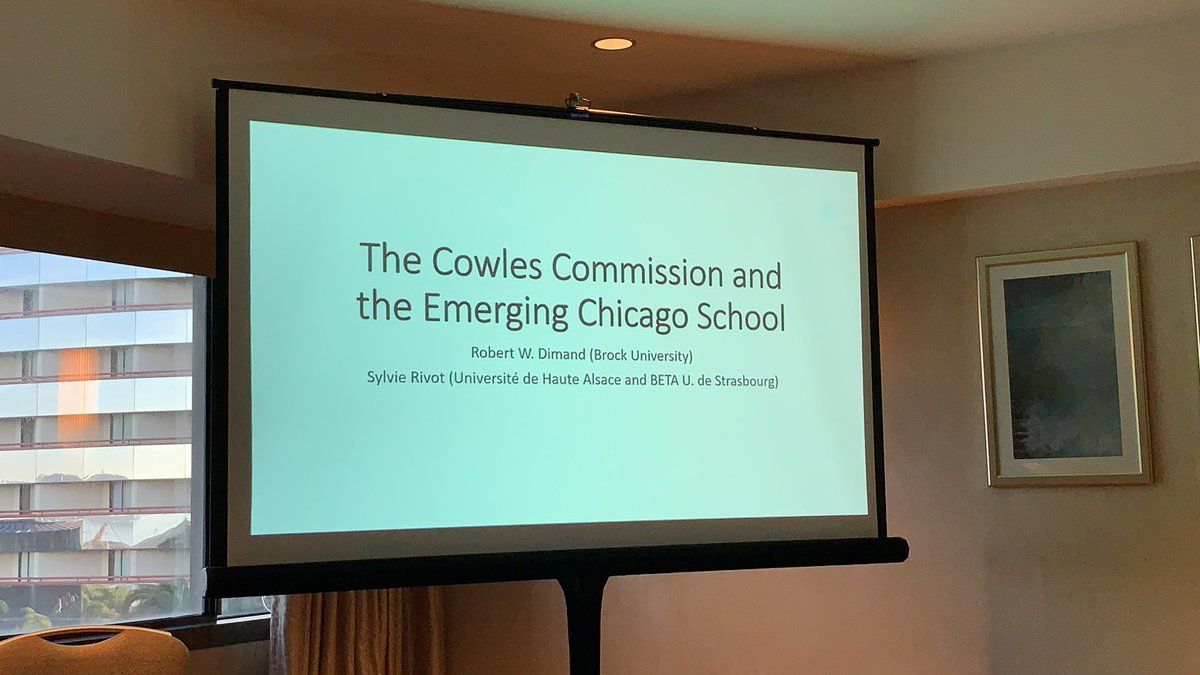 The Cowles Commission and
the Emerging Chicago School
Robert W. Dimand (Brock University)
Sylvie Rivot (Université de Haute Alsace and BETA U. de Strasbourg)